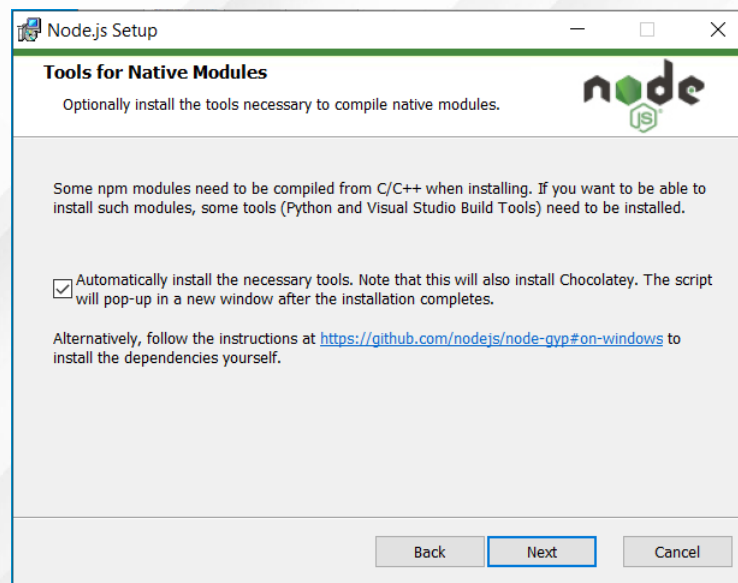 Node.js Setup
Tools for Native Modules
Optionally install the tools necessary to compile native modules.
node
JS
Some npm modules need to be compiled from C/C++ when installing. If you want to be able to
install such modules, some tools (Python and Visual Studio Build Tools) need to be installed.
Automatically install the necessary tools. Note that this will also install Chocolatey. The script
will pop-up in a new window after the installation completes.
Alternatively, follow the instructions at https://github.com/nodejs/node-gyp#on-windows to
install the dependencies yourself.
Back Next Cancel